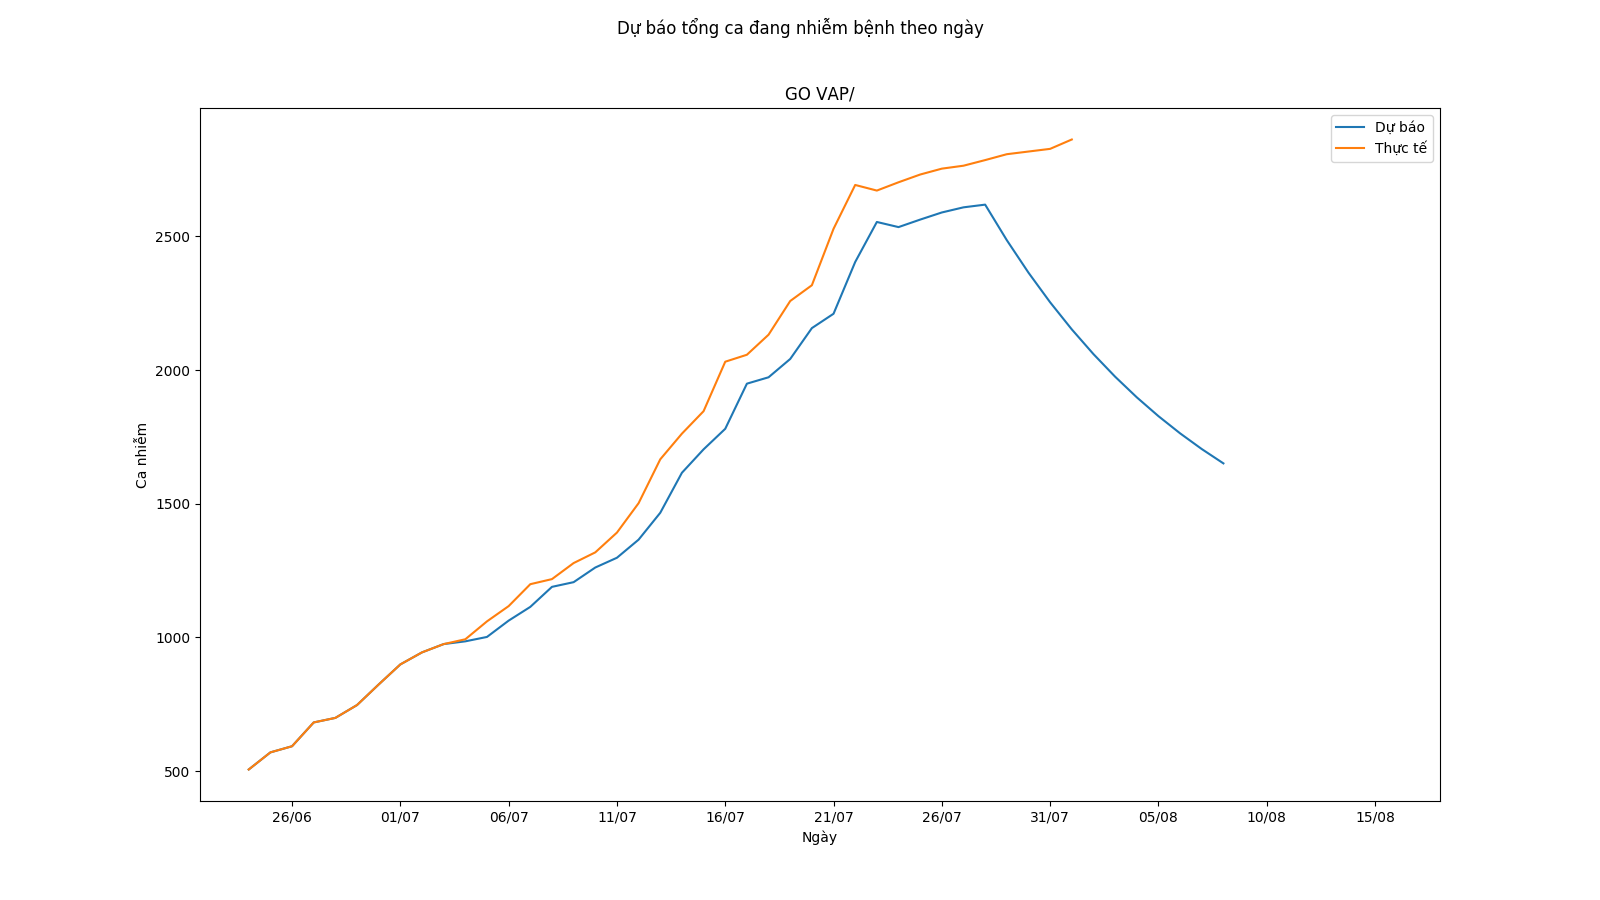 Dự báo tổng ca đang nhiễm bệnh theo ngày
GO VAP/
Dự báo
Thực tế
2500
2000
1500
1000
500
Ca nhiễm
26/06 01/07 06/07 11/07 16/07 21/07 26/07 31/07 05/08 10/08 15/08
Ngày